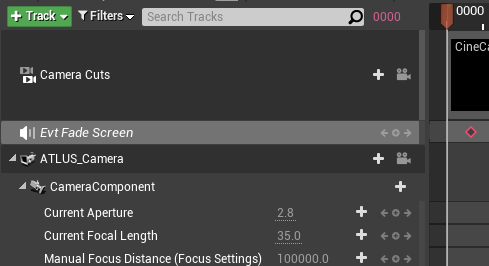 Track Filters Search Tracks 0000 0000
CineCa
Camera Cuts
Evt Fade Screen
ATLUS_Camera
CameraComponent
Current Aperture 2.8
Current Focal Length 35.0
Manual Focus Distance (Focus Settings) 100000.0